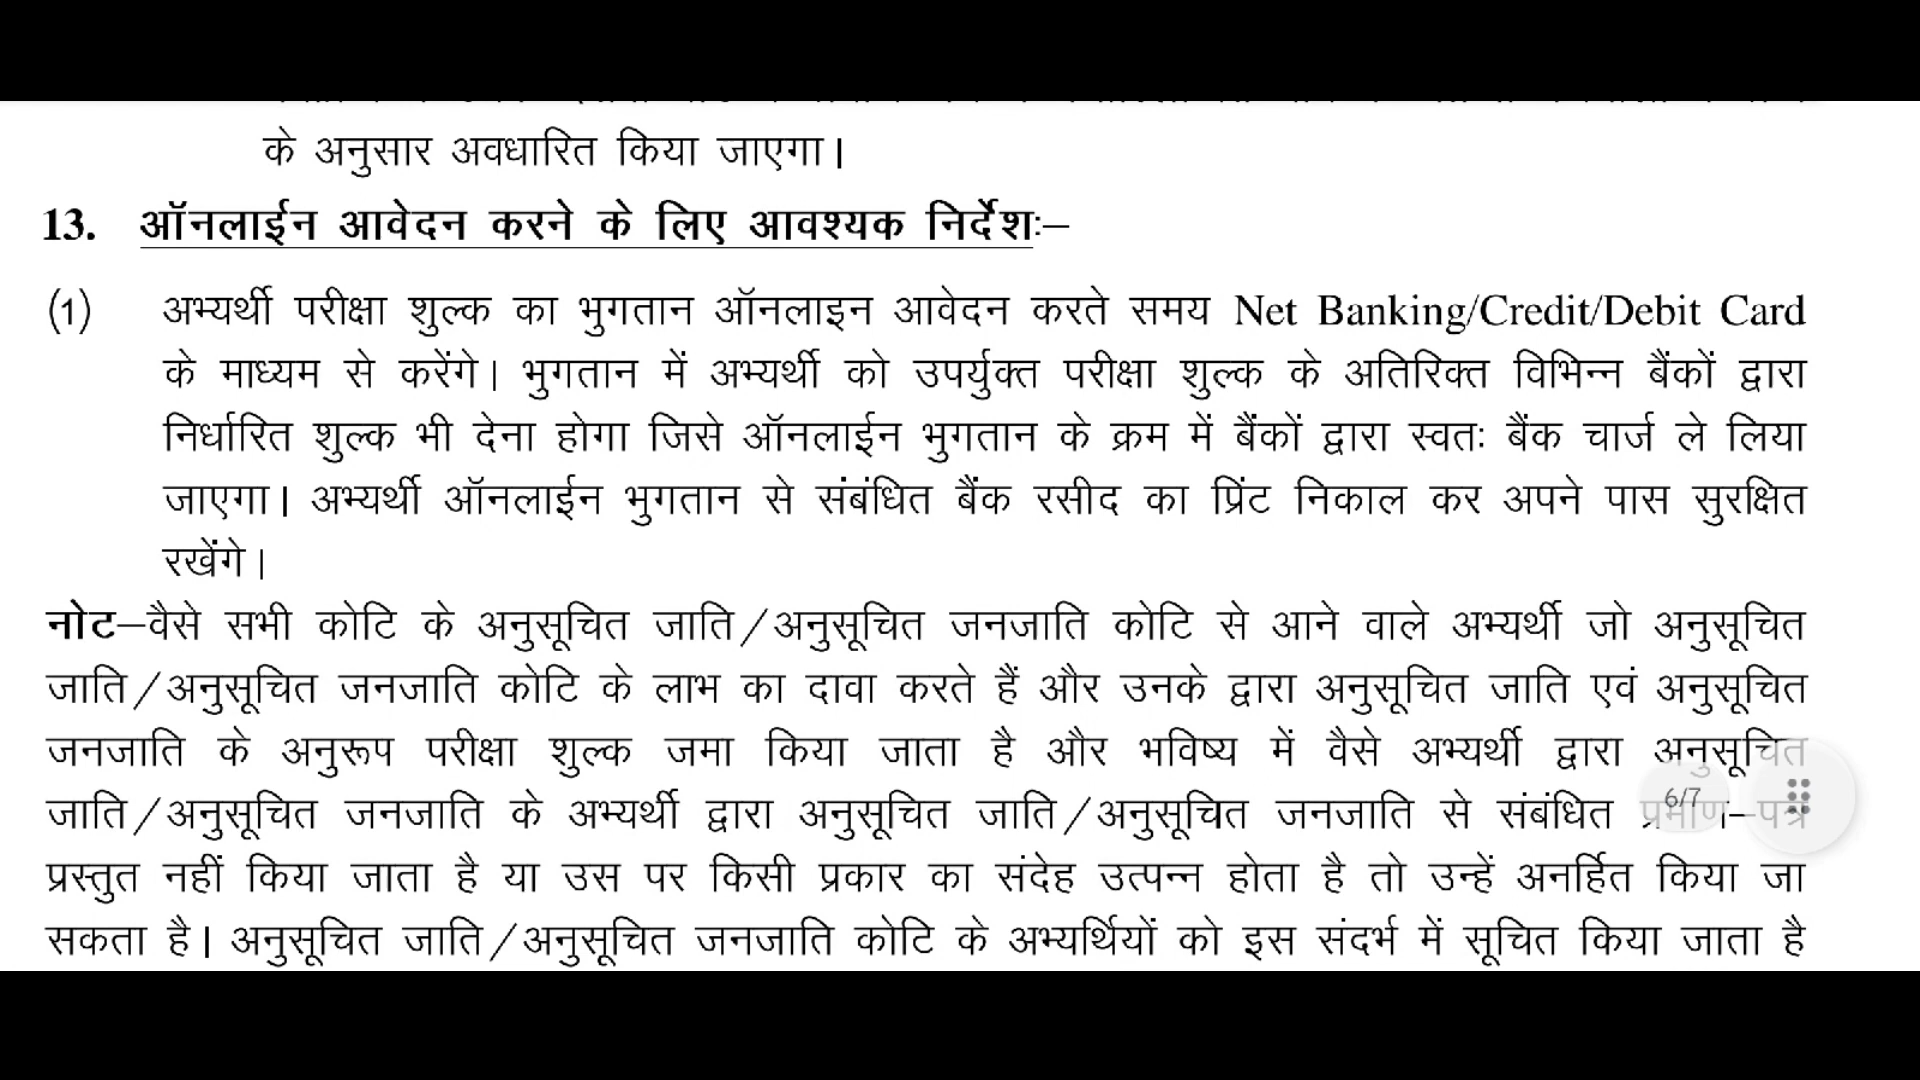 के अनुसार अवधारित किया जाएगा।
13. ऑनलाईन आवेदन करने के लिए आवश्यक निर्देशः–
(1) अभ्यर्थी परीक्षा शुल्क का भुगतान ऑनलाइन आवेदन करते समय Net Banking/Credit/Debit Card
के माध्यम से करेंगे। भुगतान में अभ्यर्थी को उपर्युक्त परीक्षा शुल्क के अतिरिक्त विभिन्न बैंकों द्वारा
निर्धारित शुल्क भी देना होगा जिसे ऑनलाईन भुगतान के क्रम में बैंकों द्वारा स्वतः बैंक चार्ज ले लिया
जाएगा। अभ्यर्थी ऑनलाईन भुगतान से संबंधित बैंक रसीद का प्रिंट निकाल कर अपने पास सुरक्षित
रखेंगे।
नोट–वैसे सभी कोटि के अनुसूचित जाति/अनुसूचित जनजाति कोटि से आने वाले अभ्यर्थी जो अनुसूचित
जाति/अनुसूचित जनजाति कोटि के लाभ का दावा करते हैं और उनके द्वारा अनुसूचित जाति एवं अनुसूचित
जनजाति के अनुरूप परीक्षा शुल्क जमा किया जाता है और भविष्य में वैसे अभ्यर्थी द्वारा अनुसूचित
जाति/अनुसूचित जनजाति के अभ्यर्थी द्वारा अनुसूचित जाति/अनुसूचित जनजाति से संबंधित प्रमाण–पत्र
6/7
प्रस्तुत नहीं किया जाता है या उस पर किसी प्रकार का संदेह उत्पन्न होता है तो उन्हें अनर्हित किया जा
सकता है। अनुसूचित जाति/अनुसूचित जनजाति कोटि के अभ्यर्थियों को इस संदर्भ में सूचित किया जाता है